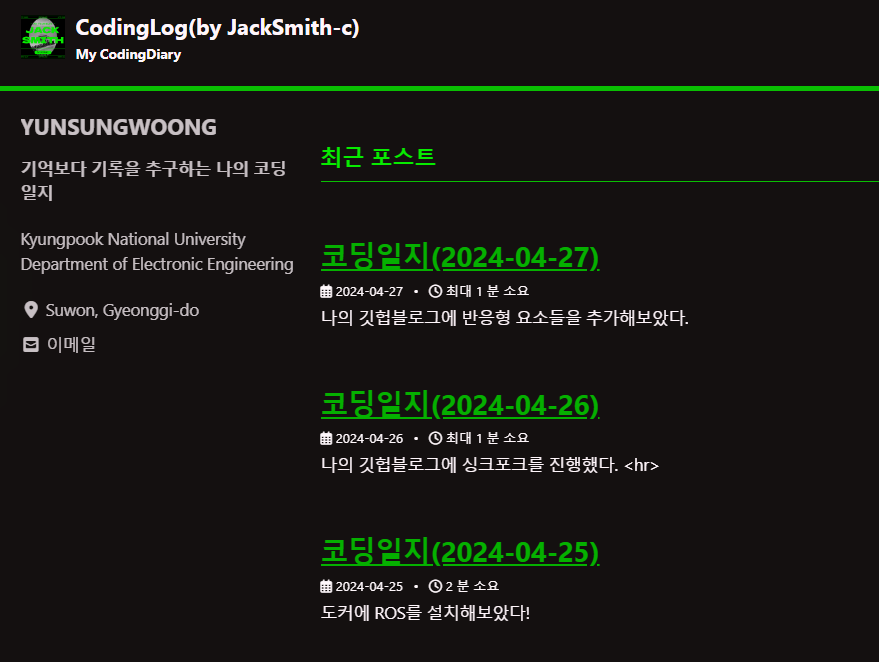 JACK
SMITH
CodingLog(by JackSmith-c)
My CodingDiary
YUNSUNGWOONG
기억보다 기록을 추구하는 나의 코딩
일지
Kyungpook National University
Department of Electronic Engineering
Suwon, Gyeonggi-do
이메일
최근 포스트
코딩일지(2024-04-27)
2024-04-27 • 최대 1 분 소요
나의 깃헙블로그에 반응형 요소들을 추가해보았다.
코딩일지(2024-04-26)
2024-04-26 • 최대 1 분 소요
나의 깃헙블로그에 싱크포크를 진행했다. <hr>
코딩일지(2024-04-25)
2024-04-25 • 2 분 소요
도커에 ROS를 설치해보았다!